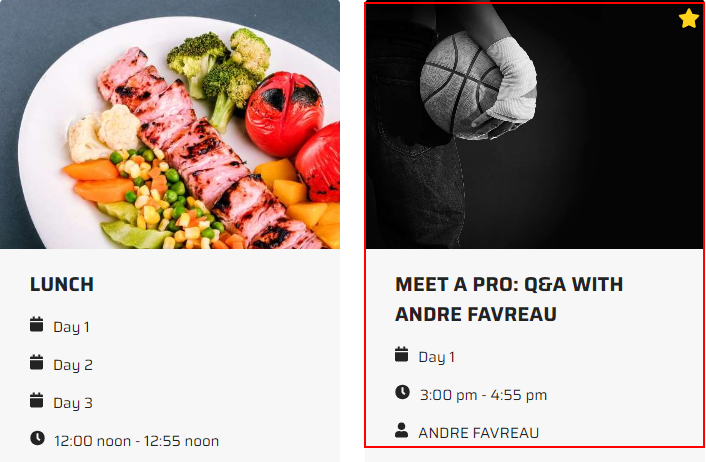 LUNCH
Day 1
Day 2
Day 3
12:00 noon - 12:55 noon
MEET A PRO: Q&A WITH
ANDRE FAVREAU
Day 1
3:00 pm - 4:55 pm
ANDRE FAVREAU